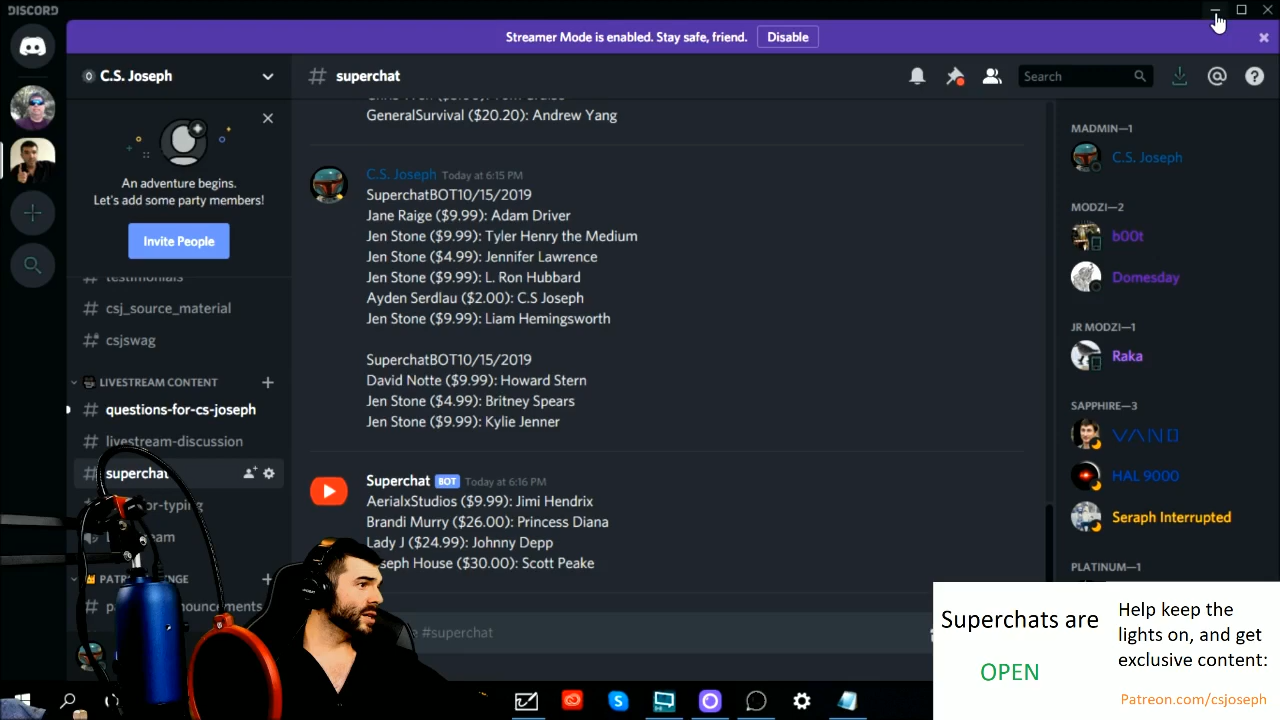 DISCORD
Streamer Mode is enabled. Stay safe, friend.
Disable
C.S. Joseph
superchat
Search
GeneralSurvival ($20.20): Andrew Yang
An adventure begins.
Let's add some party members!
Invite People
testimonials
csj_source_material
csjswag
LIVESTREAM CONTENT
questions-for-cs-joseph
livestream-discussion
superchat
C.S. Joseph Today at 6:15 PM
SuperchatBOT10/15/2019
Jane Raige ($9.99): Adam Driver
Jen Stone ($9.99): Tyler Henry the Medium
Jen Stone ($4.99): Jennifer Lawrence
Jen Stone ($9.99): L. Ron Hubbard
Ayden Serdlau ($2.00): C.S Joseph
Jen Stone ($9.99): Liam Hemingsworth
SuperchatBOT10/15/2019
David Notte ($9.99): Howard Stern
Jen Stone ($4.99): Britney Spears
Jen Stone ($9.99): Kylie Jenner
Superchat BOT Today at 6:16 PM
AerialxStudios ($9.99): Jimi Hendrix
Brandi Murry ($26.00): Princess Diana
Lady J ($24.99): Johnny Depp
House ($30.00): Scott Peake
#superchat
MADMIN—1
C.S. Joseph
MODZI—2
b00t
Domesday
JR MODZI—1
Raka
SAPPHIRE—3
HAL 9000
Seraph Interrupted
PLATINUM—1
Superchats are
OPEN
Help keep the
lights on, and get
exclusive content:
Patreon.com/csjoseph